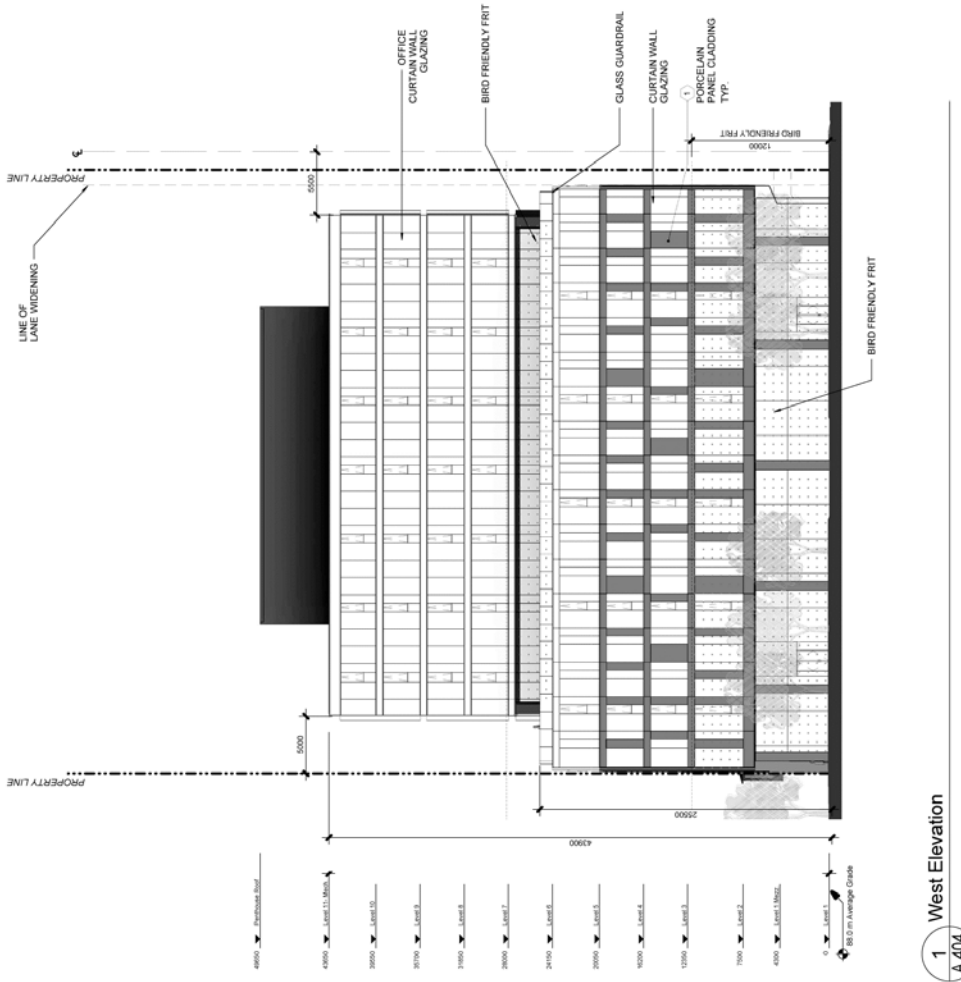 LINE OF
LANE WIDENING
PROPERTY LINE
PROPERTY LINE
℄
5500
5000
OFFICE
CURTAIN WALL
GLAZING
BIRD FRIENDLY FRIT
GLASS GUARDRAIL
CURTAIN WALL
GLAZING
1
PORCELAIN
PANEL CLADDING
TYP.
12000
BIRD FRIENDLY FRIT
BIRD FRIENDLY FRIT
25500
43900
49650 Penthouse Roof
43650 Level 11- Mech
39550 Level 10
35700 Level 9
31850 Level 8
28000 Level 7
24150 Level 6
20050 Level 5
16200 Level 4
12350 Level 3
7500 Level 2
4300 Level 1 Mezz
0 Level 1
88.0 m Average Grade
1
A.404
West Elevation